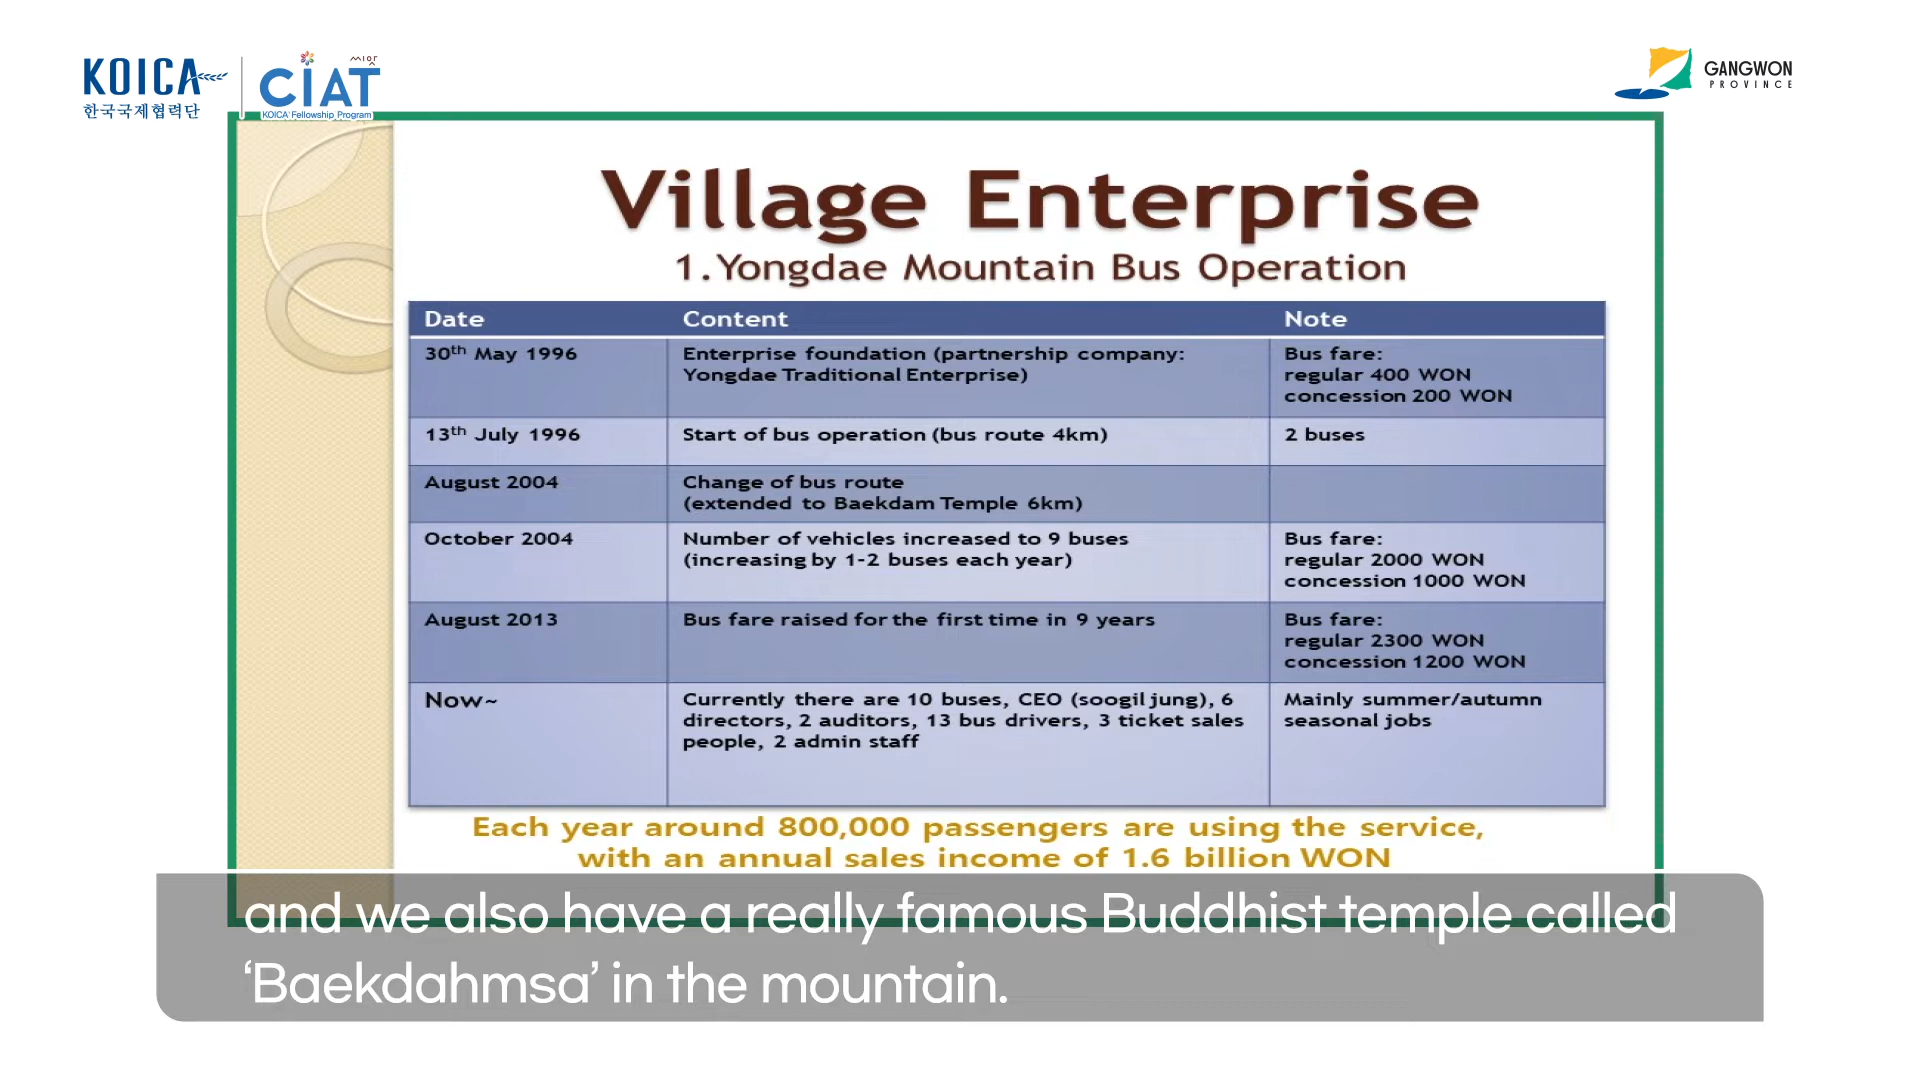 KOICA
한국국제협력단
CIAT
KOICA Fellowship Program
GANGWON
PROVINCE
Village Enterprise
1. Yongdae Mountain Bus Operation
Date Content Note
30th May 1996
Enterprise foundation (partnership company:
Yongdae Traditional Enterprise)
Bus fare:
regular 400 WON
concession 200 WON
13th July 1996
Start of bus operation (bus route 4km)
2 buses
August 2004
Change of bus route
(extended to Baekdam Temple 6km)
October 2004
Number of vehicles increased to 9 buses
(increasing by 1-2 buses each year)
Bus fare:
regular 2000 WON
concession 1000 WON
August 2013
Bus fare raised for the first time in 9 years
Bus fare:
regular 2300 WON
concession 1200 WON
Now~
Currently there are 10 buses, CEO (soogil jung), 6
directors, 2 auditors, 13 bus drivers, 3 ticket sales
people, 2 admin staff
Mainly summer/autumn
seasonal jobs
Each year around 800,000 passengers are using the service,
with an annual sales income of 1.6 billion WON
and we also have a really famous Buddhist temple called
‘Baekdahmsa’ in the mountain.